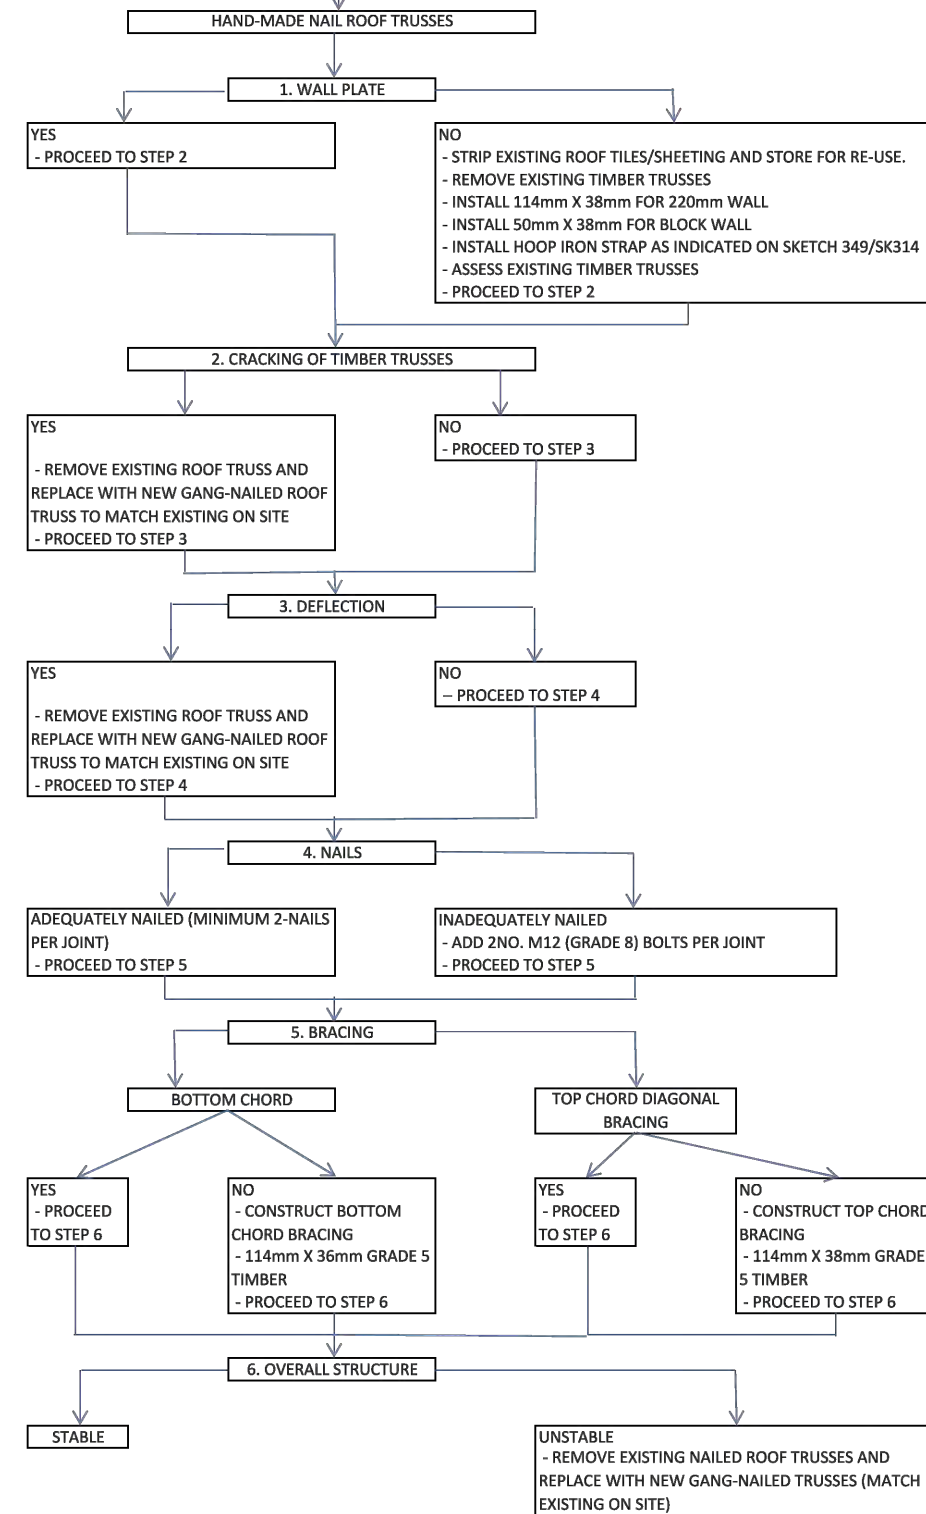 HAND-MADE NAIL ROOF TRUSSES
1. WALL PLATE
YES
- PROCEED TO STEP 2
NO
- STRIP EXISTING ROOF TILES/SHEETING AND STORE FOR RE-USE.
- REMOVE EXISTING TIMBER TRUSSES
- INSTALL 114mm X 38mm FOR 220mm WALL
- INSTALL 50mm X 38mm FOR BLOCK WALL
- INSTALL HOOP IRON STRAP AS INDICATED ON SKETCH 349/SK314
- ASSESS EXISTING TIMBER TRUSSES
- PROCEED TO STEP 2
2. CRACKING OF TIMBER TRUSSES
YES
- REMOVE EXISTING ROOF TRUSS AND
REPLACE WITH NEW GANG-NAILED ROOF
TRUSS TO MATCH EXISTING ON SITE
- PROCEED TO STEP 3
NO
- PROCEED TO STEP 3
3. DEFLECTION
YES
- REMOVE EXISTING ROOF TRUSS AND
REPLACE WITH NEW GANG-NAILED ROOF
TRUSS TO MATCH EXISTING ON SITE
- PROCEED TO STEP 4
NO
-- PROCEED TO STEP 4
4. NAILS
ADEQUATELY NAILED (MINIMUM 2-NAILS
PER JOINT)
- PROCEED TO STEP 5
INADEQUATELY NAILED
- ADD 2NO. M12 (GRADE 8) BOLTS PER JOINT
- PROCEED TO STEP 5
5. BRACING
BOTTOM CHORD
YES
- PROCEED
TO STEP 6
NO
- CONSTRUCT BOTTOM
CHORD BRACING
- 114mm X 36mm GRADE 5
TIMBER
- PROCEED TO STEP 6
TOP CHORD DIAGONAL
BRACING
YES
- PROCEED
TO STEP 6
NO
- CONSTRUCT TOP CHORD
BRACING
- 114mm X 38mm GRADE
5 TIMBER
- PROCEED TO STEP 6
6. OVERALL STRUCTURE
STABLE
UNSTABLE
- REMOVE EXISTING NAILED ROOF TRUSSES AND
REPLACE WITH NEW GANG-NAILED TRUSSES (MATCH
EXISTING ON SITE)